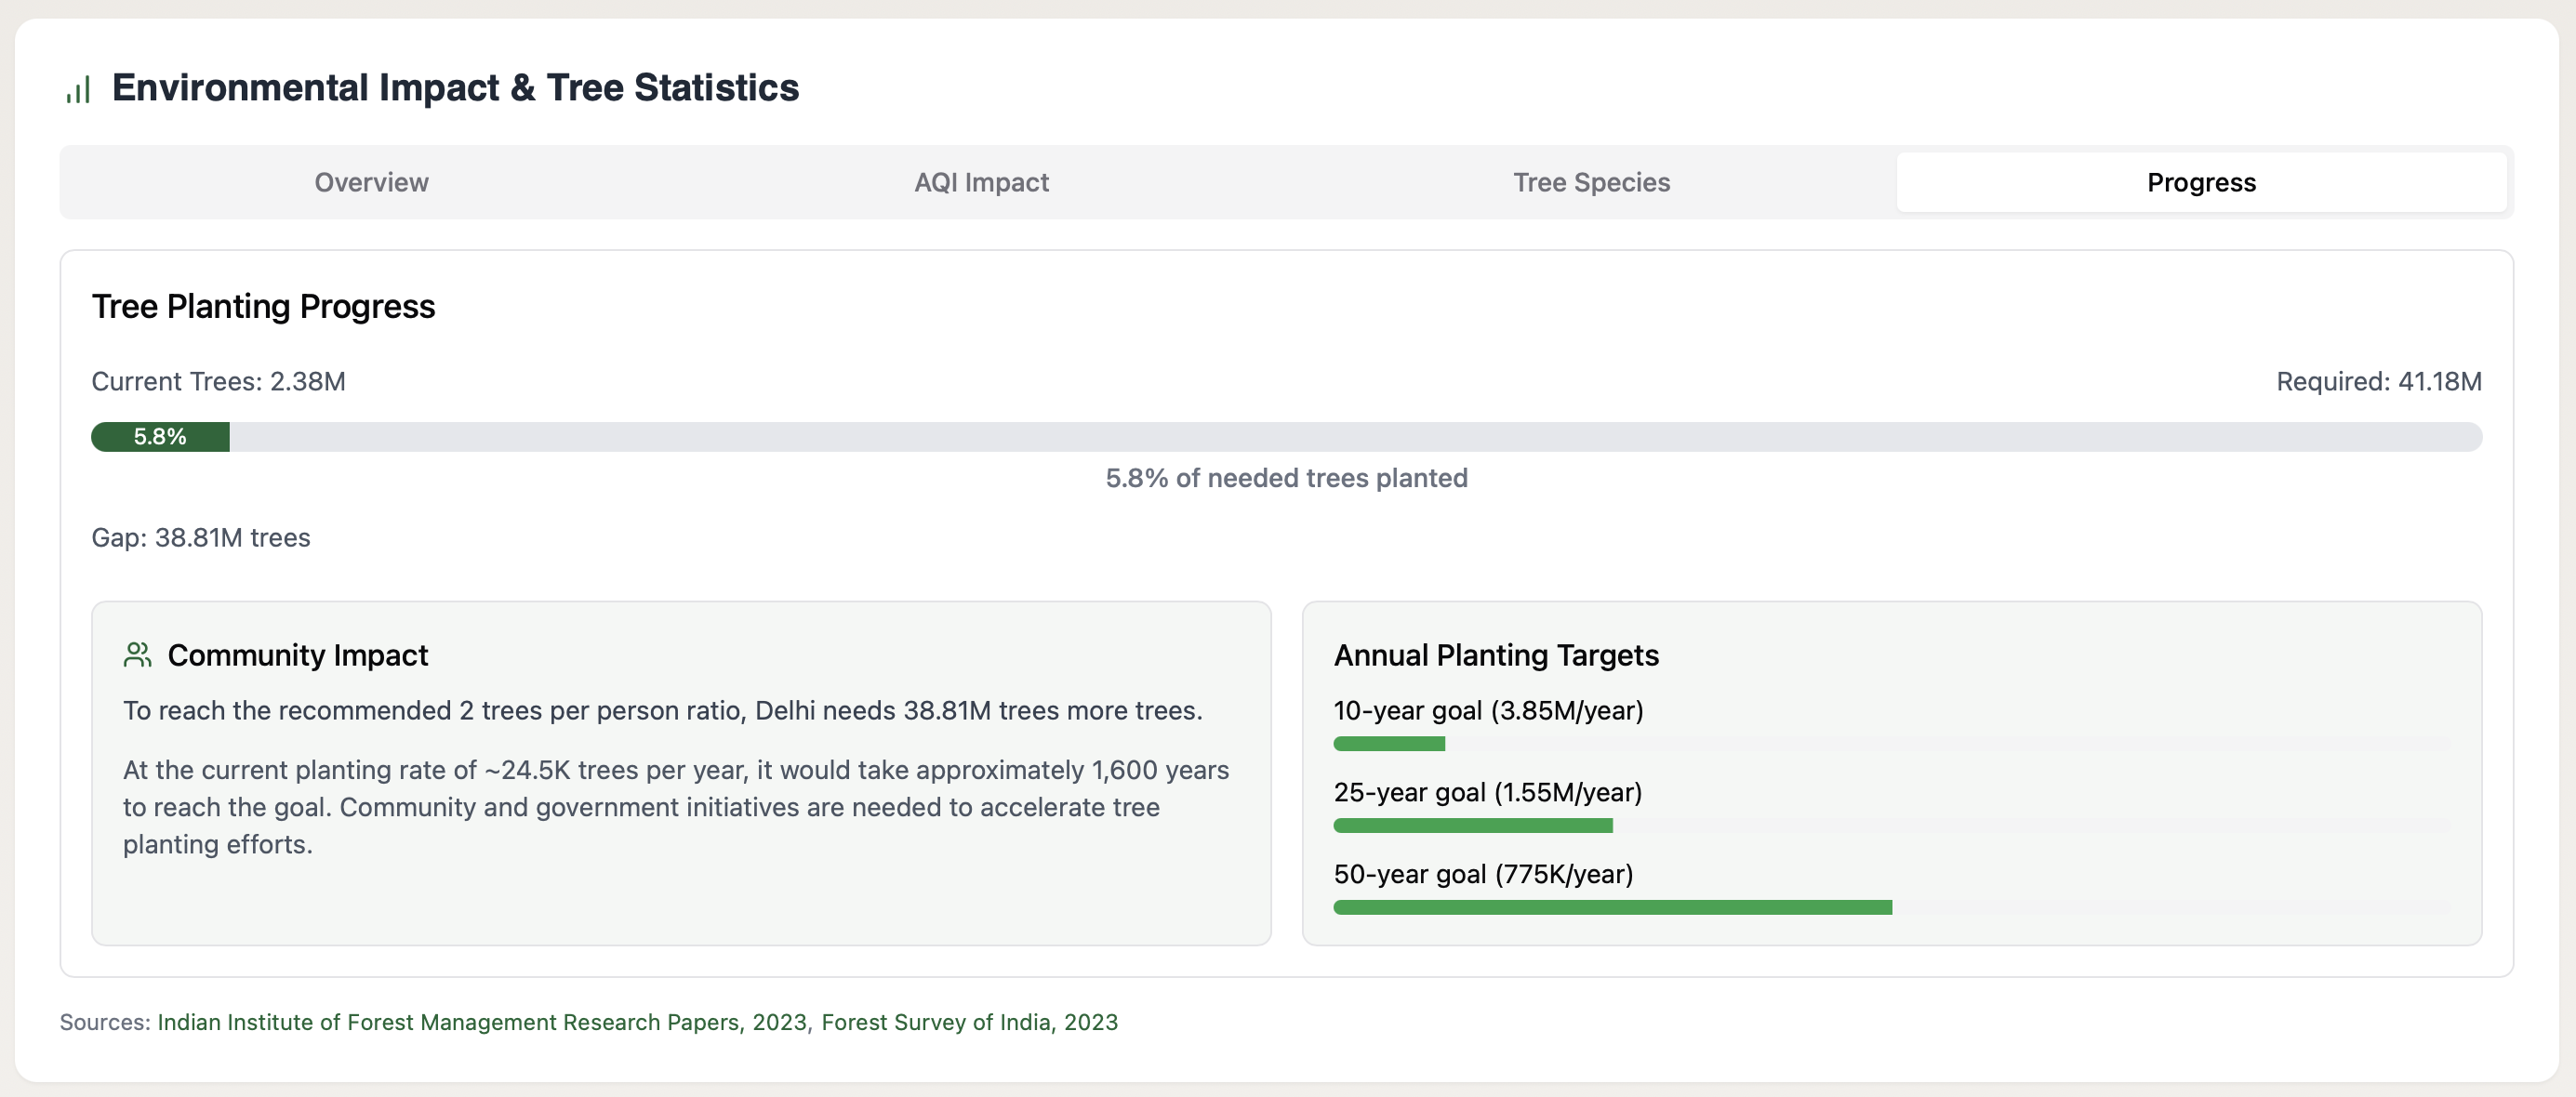 Environmental Impact & Tree Statistics
Overview
AQI Impact
Tree Species
Progress
Tree Planting Progress
Current Trees: 2.38M
Required: 41.18M
5.8%
5.8% of needed trees planted
Gap: 38.81M trees
Community Impact
To reach the recommended 2 trees per person ratio, Delhi needs 38.81M trees more trees.
At the current planting rate of ~24.5K trees per year, it would take approximately 1,600 years
to reach the goal. Community and government initiatives are needed to accelerate tree
planting efforts.
Annual Planting Targets
10-year goal (3.85M/year)
25-year goal (1.55M/year)
50-year goal (775K/year)
Sources: Indian Institute of Forest Management Research Papers, 2023, Forest Survey of India, 2023